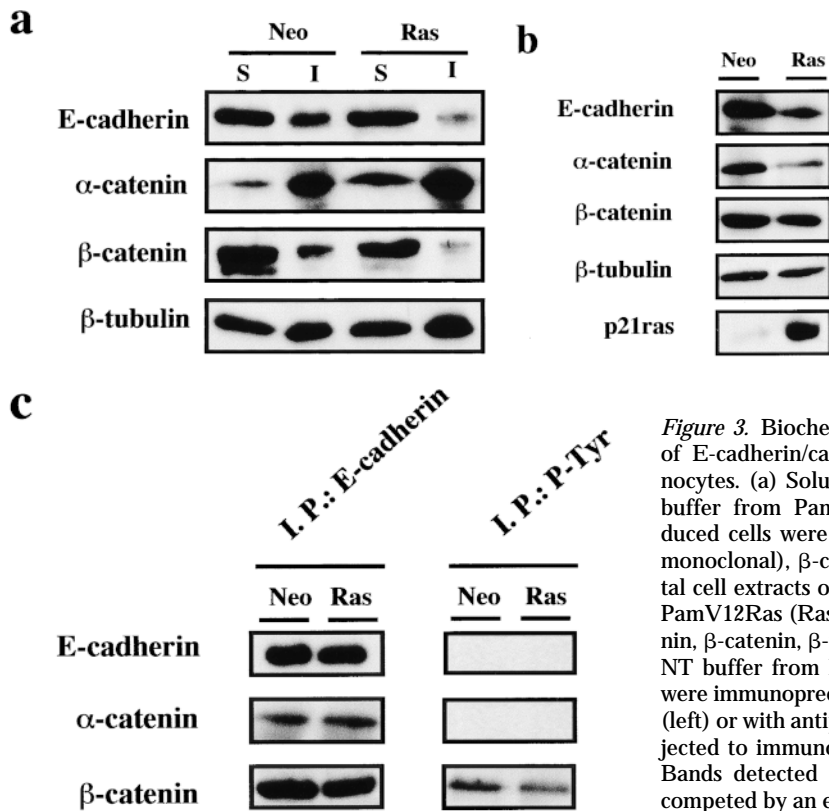 a
Neo Ras
S I S I
E-cadherin
α-catenin
β-catenin
β-tubulin
b
Neo Ras
E-cadherin
α-catenin
β-catenin
β-tubulin
p21ras
c
I. P.: E-cadherin
I. P.: P-Tyr
Neo Ras Neo Ras
E-cadherin
α-catenin
β-catenin
Figure 3. Bioche
of E-cadherin/ca
nocytes. (a) Solu
buffer from Pam
duced cells were
monoclonal), β-c
tal cell extracts o
PamV12Ras (Ras
nin, β-catenin, β-
NT buffer from
were immunoprec
(left) or with anti
jected to immuno
Bands detected
competed by an e